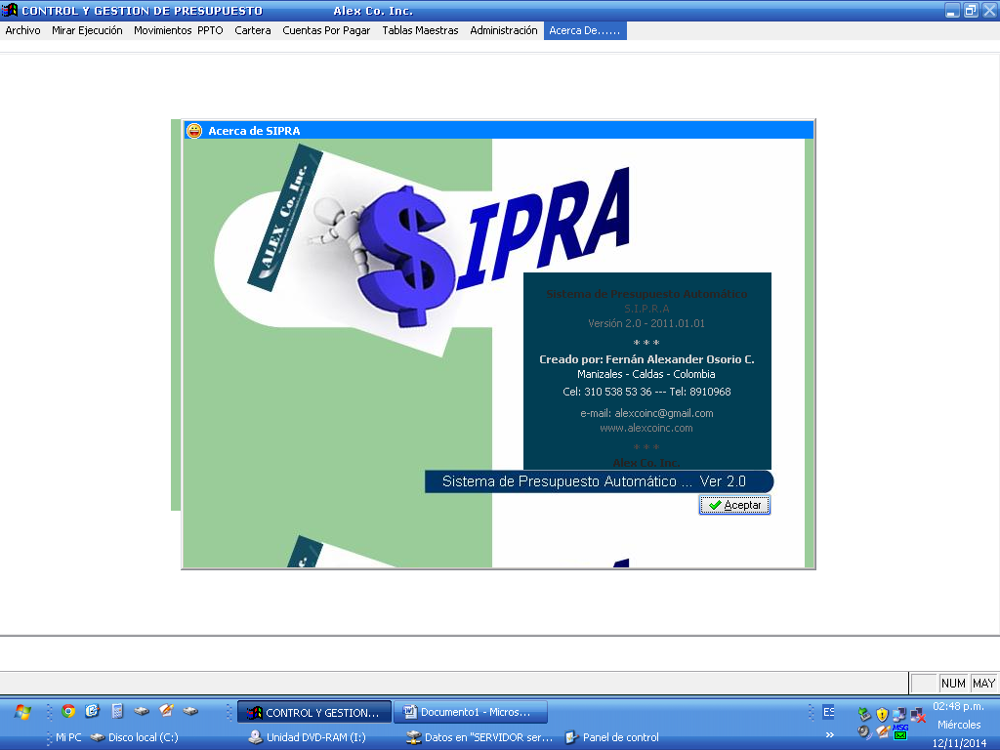 CONTROL Y GESTION DE PRESUPUESTO Alex Co. Inc.
Archivo Mirar Ejecución Movimientos PPTO Cartera Cuentas Por Pagar Tablas Maestras Administración Acerca De......
Acerca de SIPRA
ALEX Co. Inc.
$IPRA
Sistema de Presupuesto Automático
S.I.P.R.A
Versión 2.0 - 2011.01.01
* * *
Creado por: Fernán Alexander Osorio C.
Manizales - Caldas - Colombia
Cel: 310 538 53 36 --- Tel: 8910968
e-mail: alexcoinc@gmail.com
www.alexcoinc.com
* * *
Alex Co. Inc.
Sistema de Presupuesto Automático ... Ver 2.0
Aceptar
NUM MAY
CONTROL Y GESTION... Documento1 - Micros... ES 02:48 p.m.
Miércoles
Mi PC Disco local (C:) Unidad DVD-RAM (I:) Datos en "SERVIDOR ser... Panel de control » MSG
12/11/2014